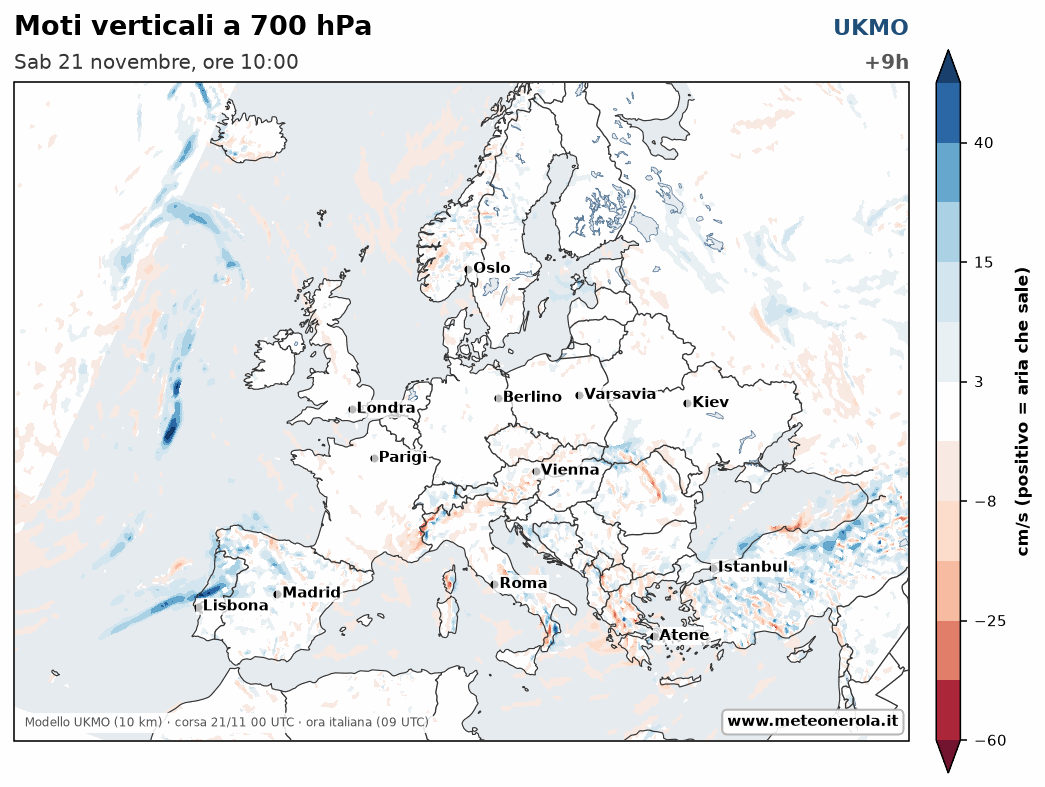 Moti verticali a 700 hPa
UKMO
Sab 21 novembre, ore 10:00
+9h
Oslo
Londra
Berlino
Varsavia
Kiev
Parigi
Vienna
Istanbul
Roma
Madrid
Lisbona
Atene
40
15
3
−8
−25
−60
cm/s (positivo = aria che sale)
Modello UKMO (10 km) · corsa 21/11 00 UTC · ora italiana (09 UTC)
www.meteonerola.it